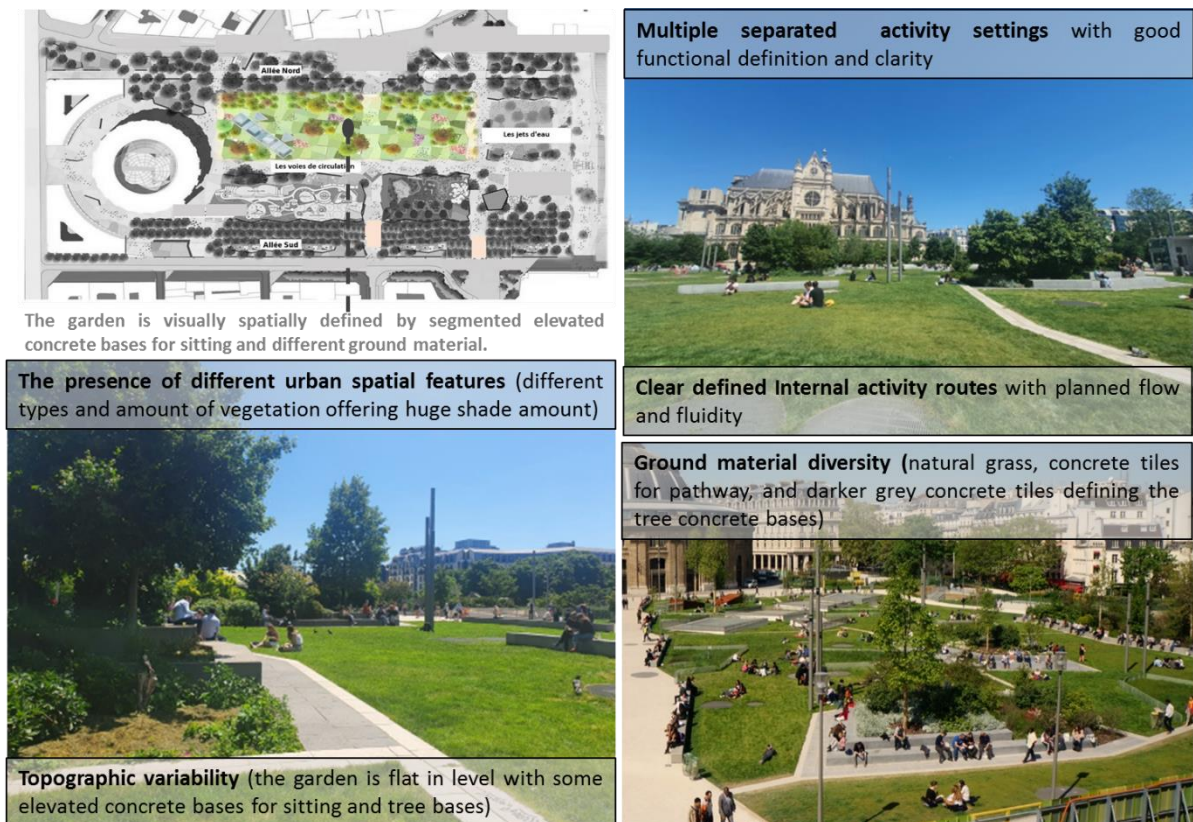 Allée Nord
Les jets d'eau
Les voies de circulation
Allée Sud
The garden is visually spatially defined by segmented elevated
concrete bases for sitting and different ground material.
The presence of different urban spatial features (different
types and amount of vegetation offering huge shade amount)
Topographic variability (the garden is flat in level with some
elevated concrete bases for sitting and tree bases)
Multiple separated activity settings with good
functional definition and clarity
Clear defined Internal activity routes with planned flow
and fluidity
Ground material diversity (natural grass, concrete tiles
for pathway, and darker grey concrete tiles defining the
tree concrete bases)